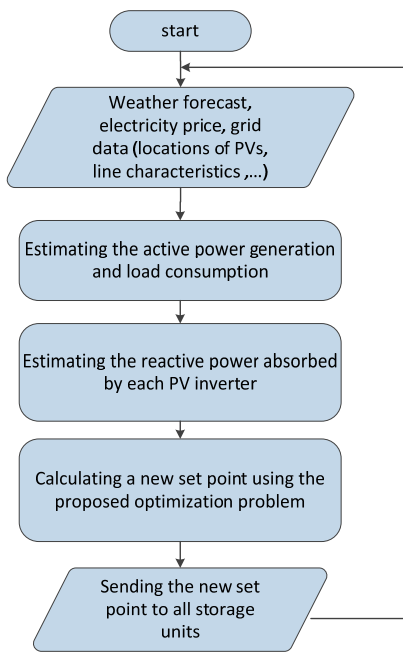 start
Weather forecast,
electricity price, grid
data (locations of PVs,
line characteristics ,...)
Estimating the active power generation
and load consumption
Estimating the reactive power absorbed
by each PV inverter
Calculating a new set point using the
proposed optimization problem
Sending the new set
point to all storage
units